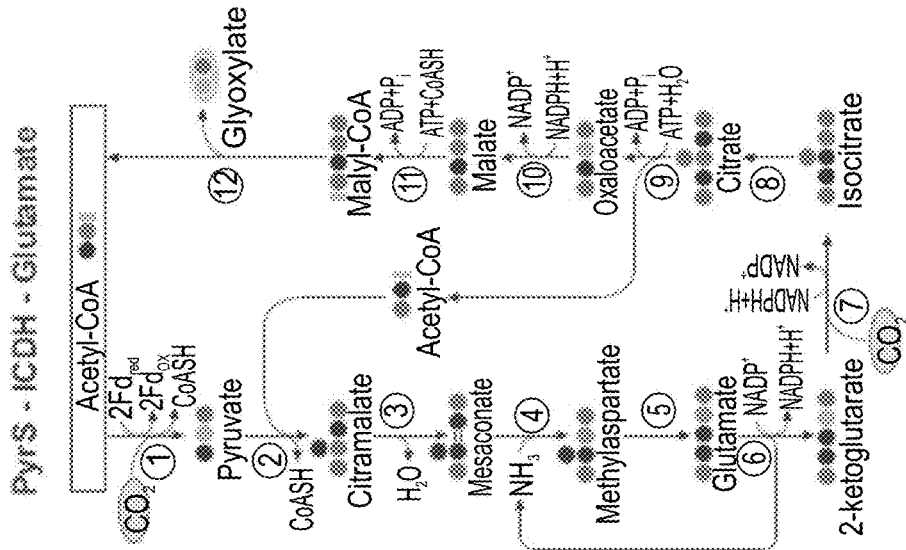 PyrS - ICDH - Glutamate
Acetyl-CoA
CO2
2Fdred
2FdOX
CoASH
1
Pyruvate
2
CoASH
Citramalate
3
H2O
Mesaconate
4
NH3
Methylaspartate
5
Glutamate
6
NADP+
NADPH+H+
2-ketoglutarate
CO2
7
NADPH+H+
NADP+
Isocitrate
8
Citrate
9
ATP+H2O
ADP+Pi
Acetyl-CoA
Oxaloacetate
10
NADPH+H+
NADP+
Malate
11
ATP+CoASH
ADP+Pi
Malyl-CoA
12
Glyoxylate